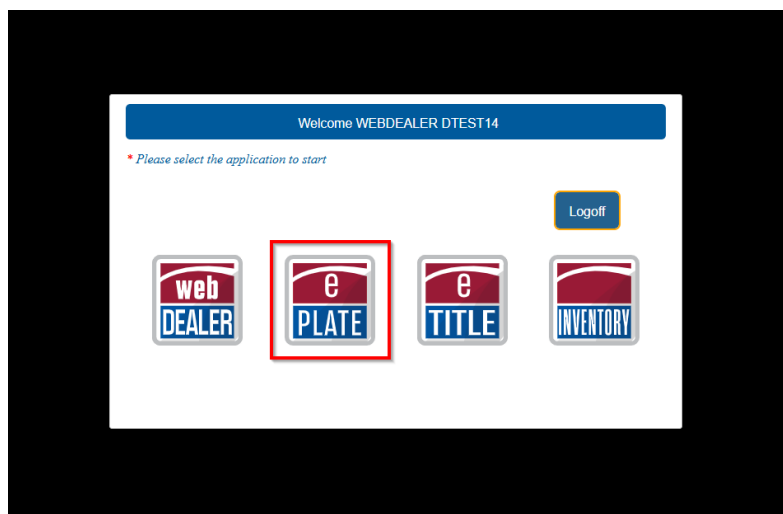 Welcome WEBDEALER DTEST14
* Please select the application to start
Logoff
web
DEALER
e
PLATE
e
TITLE
INVENTORY